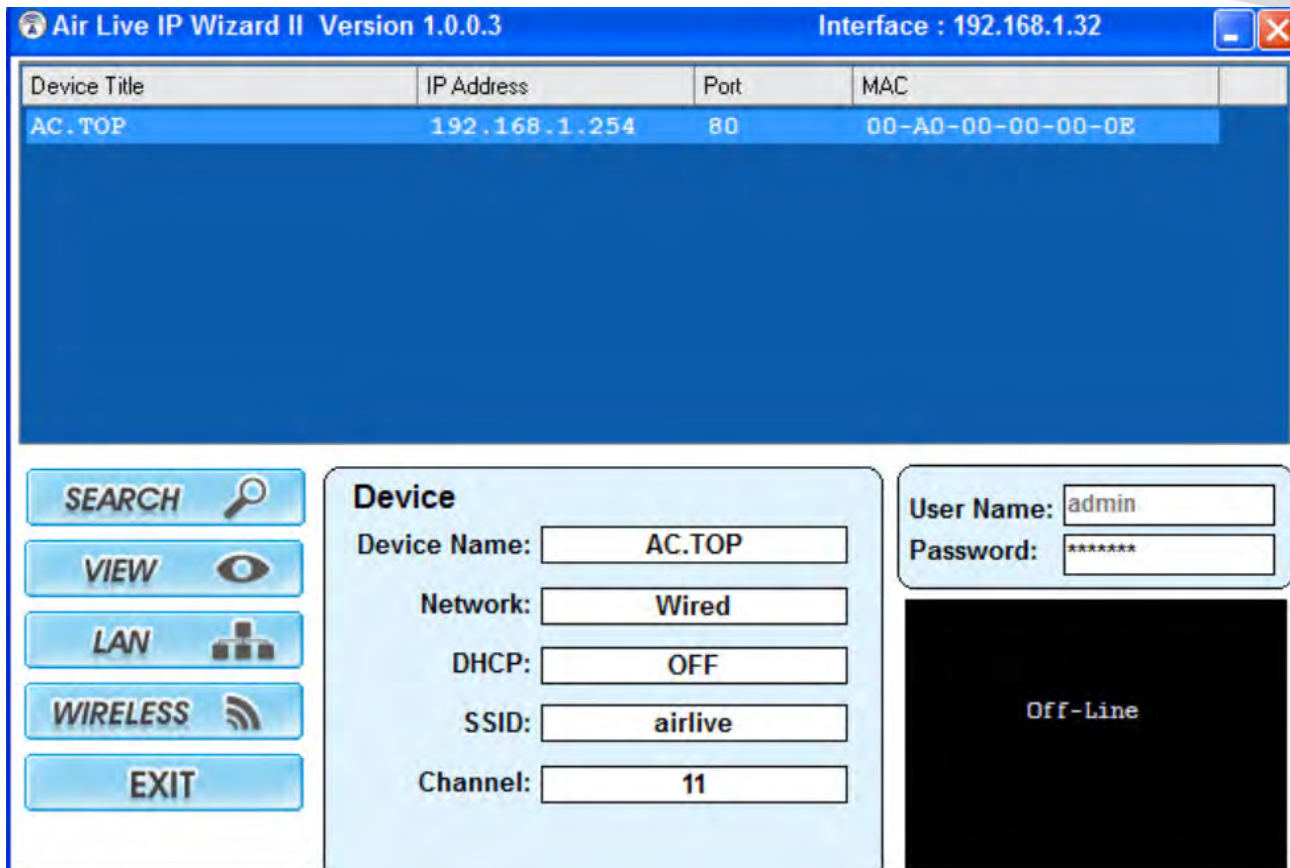 Air Live IP Wizard II Version 1.0.0.3 Interface : 192.168.1.32
Device Title IP Address Port MAC
AC.TOP 192.168.1.254 80 00-A0-00-00-00-0E
SEARCH
VIEW
LAN
WIRELESS
EXIT
Device
Device Name: AC.TOP
Network: Wired
DHCP: OFF
SSID: airlive
Channel: 11
User Name: admin
Password: *******
Off-Line